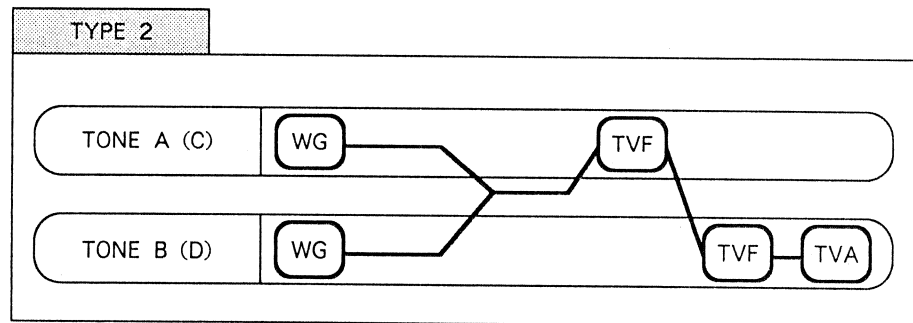 TYPE 2
TONE A (C) WG TVF
TONE B (D) WG TVF TVA